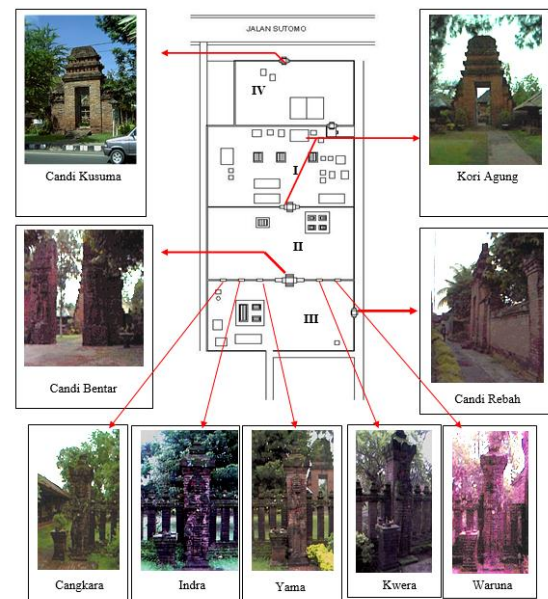 JALAN SUTOMO
IV
Candi Kusuma
Kori Agung
I
II
III
Candi Bentar
Candi Rebah
Cangkara
Indra
Yama
Kwera
Waruna